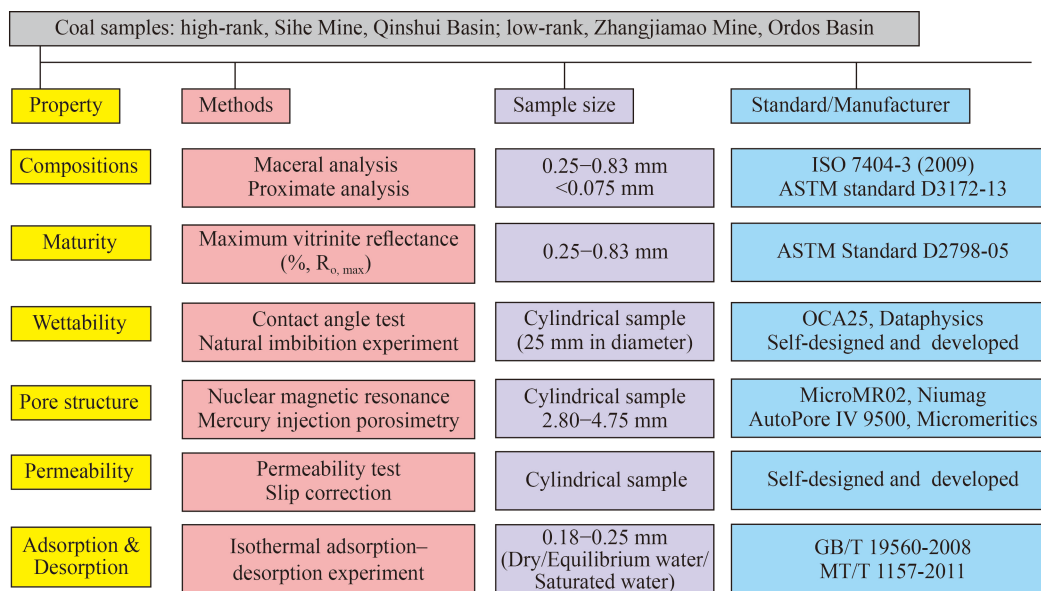 Coal samples: high-rank, Sihe Mine, Qinshui Basin; low-rank, Zhangjiamao Mine, Ordos Basin
Property
Methods
Sample size
Standard/Manufacturer
Compositions
Maceral analysis
Proximate analysis
0.25−0.83 mm
<0.075 mm
ISO 7404-3 (2009)
ASTM standard D3172-13
Maturity
Maximum vitrinite reflectance
(%, Ro, max)
0.25−0.83 mm
ASTM Standard D2798-05
Wettability
Contact angle test
Natural imbibition experiment
Cylindrical sample
(25 mm in diameter)
OCA25, Dataphysics
Self-designed and developed
Pore structure
Nuclear magnetic resonance
Mercury injection porosimetry
Cylindrical sample
2.80−4.75 mm
MicroMR02, Niumag
AutoPore IV 9500, Micromeritics
Permeability
Permeability test
Slip correction
Cylindrical sample
Self-designed and developed
Adsorption &
Desorption
Isothermal adsorption–
desorption experiment
0.18−0.25 mm
(Dry/Equilibrium water/
Saturated water)
GB/T 19560-2008
MT/T 1157-2011